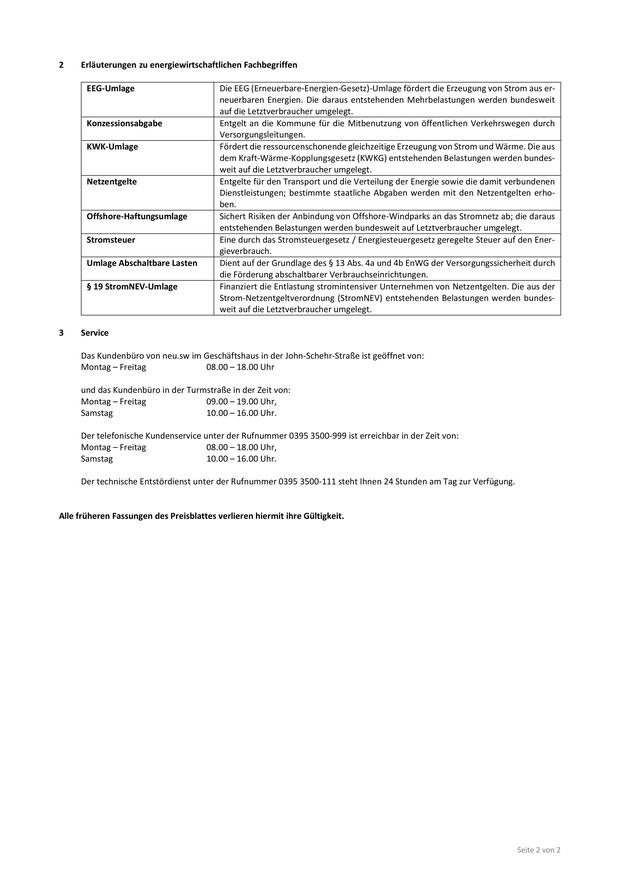 2 Erläuterungen zu energiewirtschaftlichen Fachbegriffen
EEG-Umlage Die EEG (Erneuerbare-Energien-Gesetz)-Umlage fördert die Erzeugung von Strom aus er-
neuerbaren Energien. Die daraus entstehenden Mehrbelastungen werden bundesweit
auf die Letztverbraucher umgelegt.
Konzessionsabgabe Entgelt an die Kommune für die Mitbenutzung von öffentlichen Verkehrswegen durch
Versorgungsleitungen.
KWK-Umlage Fördert die ressourcenschonende gleichzeitige Erzeugung von Strom und Wärme. Die aus
dem Kraft-Wärme-Kopplungsgesetz (KWKG) entstehenden Belastungen werden bundes-
weit auf die Letztverbraucher umgelegt.
Netzentgelte Entgelte für den Transport und die Verteilung der Energie sowie die damit verbundenen
Dienstleistungen; bestimmte staatliche Abgaben werden mit den Netzentgelten erho-
ben.
Offshore-Haftungsumlage Sichert Risiken der Anbindung von Offshore-Windparks an das Stromnetz ab; die daraus
entstehenden Belastungen werden bundesweit auf Letztverbraucher umgelegt.
Stromsteuer Eine durch das Stromsteuergesetz / Energiesteuergesetz geregelte Steuer auf den Ener-
gieverbrauch.
Umlage Abschaltbare Lasten Dient auf der Grundlage des § 13 Abs. 4a und 4b EnWG der Versorgungssicherheit durch
die Förderung abschaltbarer Verbrauchseinrichtungen.
§ 19 StromNEV-Umlage Finanziert die Entlastung stromintensiver Unternehmen von Netzentgelten. Die aus der
Strom-Netzentgeltverordnung (StromNEV) entstehenden Belastungen werden bundes-
weit auf die Letztverbraucher umgelegt.
3 Service
Das Kundenbüro von neu.sw im Geschäftshaus in der John-Schehr-Straße ist geöffnet von:
Montag – Freitag 08.00 – 18.00 Uhr
und das Kundenbüro in der Turmstraße in der Zeit von:
Montag – Freitag 09.00 – 19.00 Uhr,
Samstag 10.00 – 16.00 Uhr.
Der telefonische Kundenservice unter der Rufnummer 0395 3500-999 ist erreichbar in der Zeit von:
Montag – Freitag 08.00 – 18.00 Uhr,
Samstag 10.00 – 16.00 Uhr.
Der technische Entstördienst unter der Rufnummer 0395 3500-111 steht Ihnen 24 Stunden am Tag zur Verfügung.
Alle früheren Fassungen des Preisblattes verlieren hiermit ihre Gültigkeit.
Seite 2 von 2